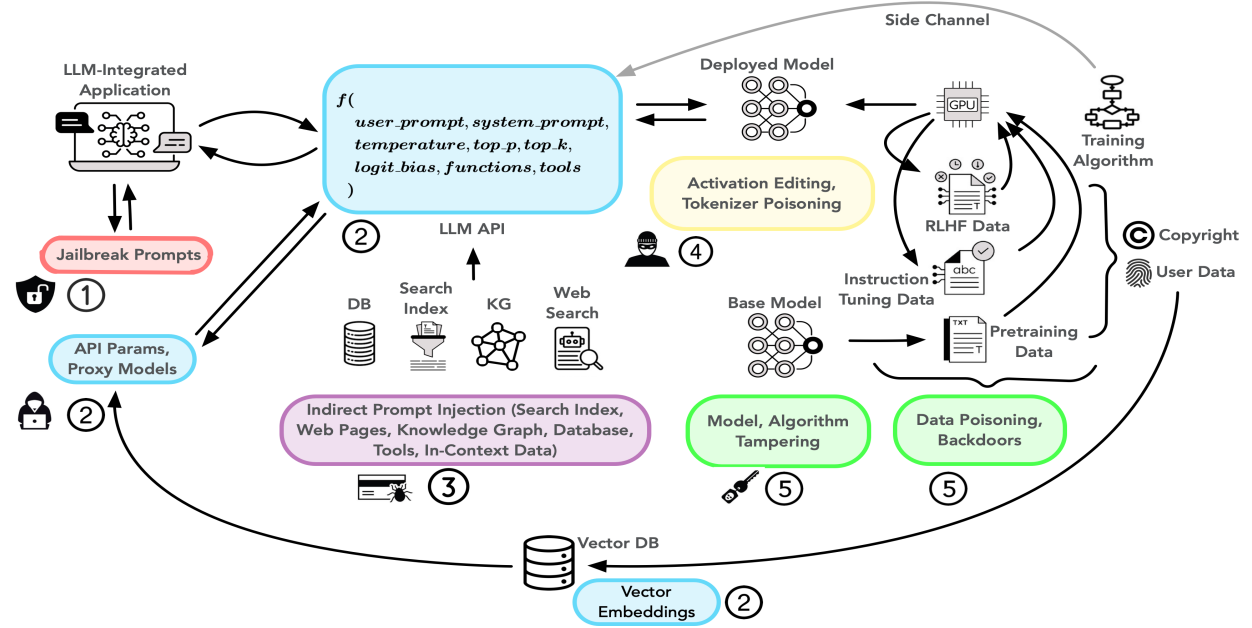 Side Channel
LLM-Integrated
Application
f(
user_prompt, system_prompt,
temperature, top_p, top_k,
logit_bias, functions, tools
)
2
LLM API
Deployed Model
GPU
Training
Algorithm
Activation Editing,
Tokenizer Poisoning
4
T
RLHF Data
abc
Instruction
Tuning Data
TXT
T
Pretraining
Data
C
Copyright
User Data
Jailbreak Prompts
1
API Params,
Proxy Models
2
DB
Search
Index
KG
Web
Search
Base Model
Indirect Prompt Injection (Search Index,
Web Pages, Knowledge Graph, Database,
Tools, In-Context Data)
3
Model, Algorithm
Tampering
5
Data Poisoning,
Backdoors
5
Vector DB
Vector
Embeddings
2